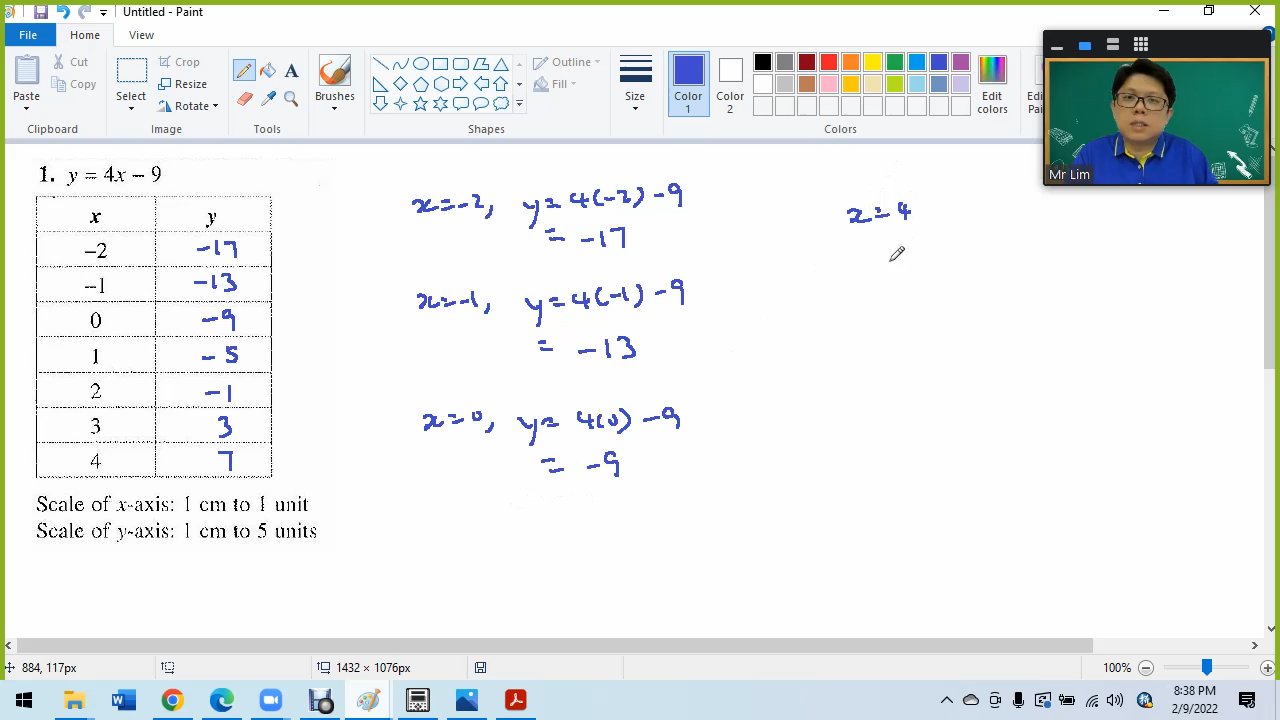 Untitled - Paint
File Home View
Paste
Cut
Copy
Clipboard
Select
Crop
Resize
Rotate
Image
Tools
Brushes
Outline
Fill
Shapes
Size
Color 1
Color 2
Edit colors
Colors
Mr Lim
1. y = 4x − 9
x y
−2 -17
−1 -13
0 -9
1 -5
2 -1
3 3
4 7
Scale of x-axis: 1 cm to 1 unit
Scale of y-axis: 1 cm to 5 units
x=-2, y=4(-2)-9
= -17
x=-1, y=4(-1)-9
= -13
x=0, y=4(0)-9
= -9
x=4
884, 117px
1432 × 1076px
100%
8:38 PM
2/9/2022